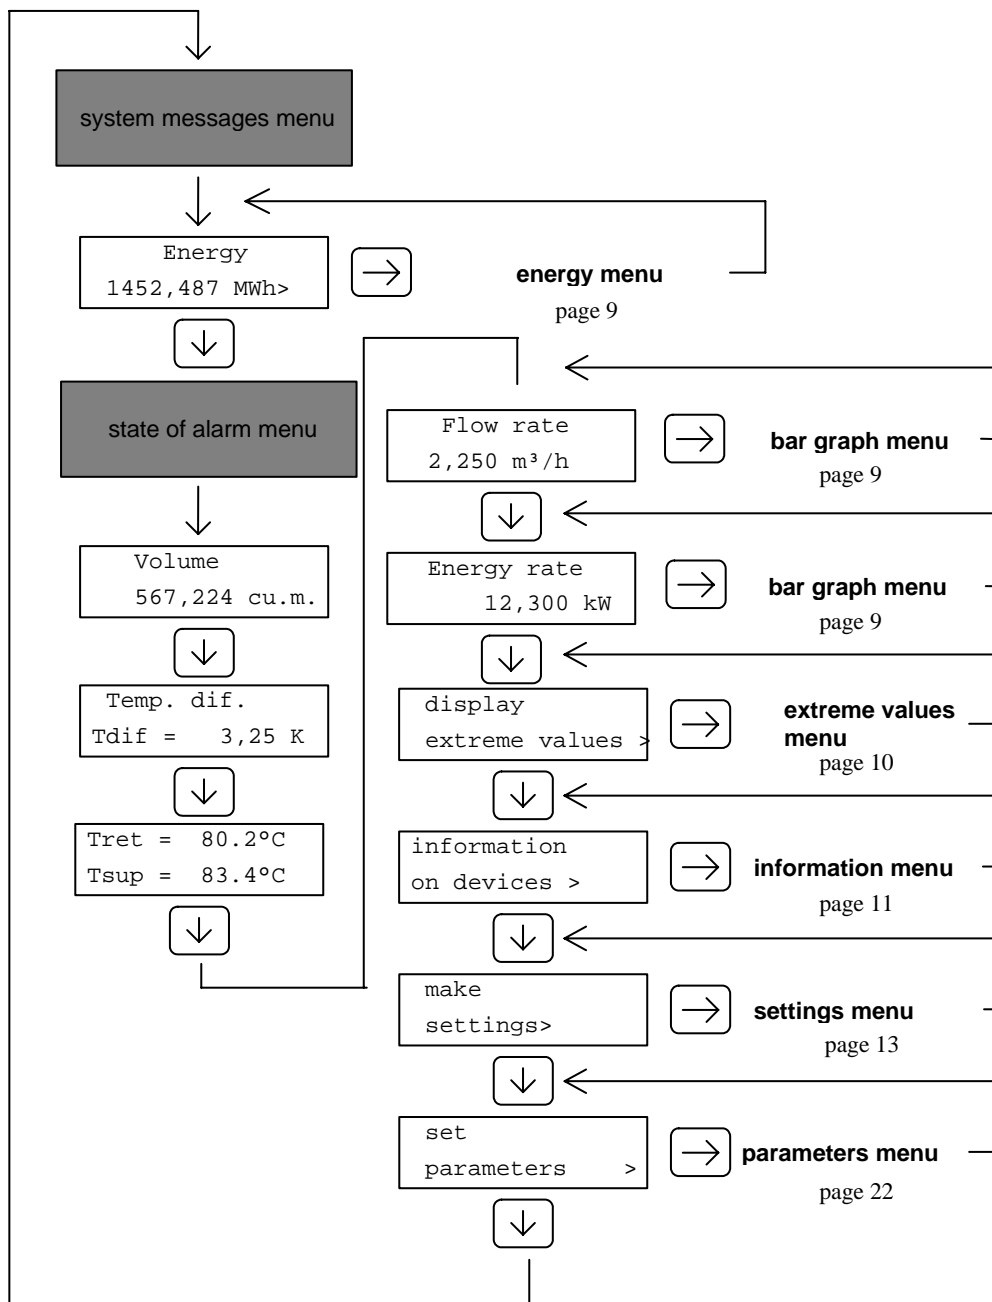 system messages menu
Energy
1452,487 MWh>
energy menu
page 9
state of alarm menu
Volume
567,224 cu.m.
Temp. dif.
Tdif = 3,25 K
Tret = 80.2°C
Tsup = 83.4°C
Flow rate
2,250 m³/h
bar graph menu
page 9
Energy rate
12,300 kW
bar graph menu
page 9
display
extreme values >
extreme values
menu
page 10
information
on devices >
information menu
page 11
make
settings>
settings menu
page 13
set
parameters >
parameters menu
page 22